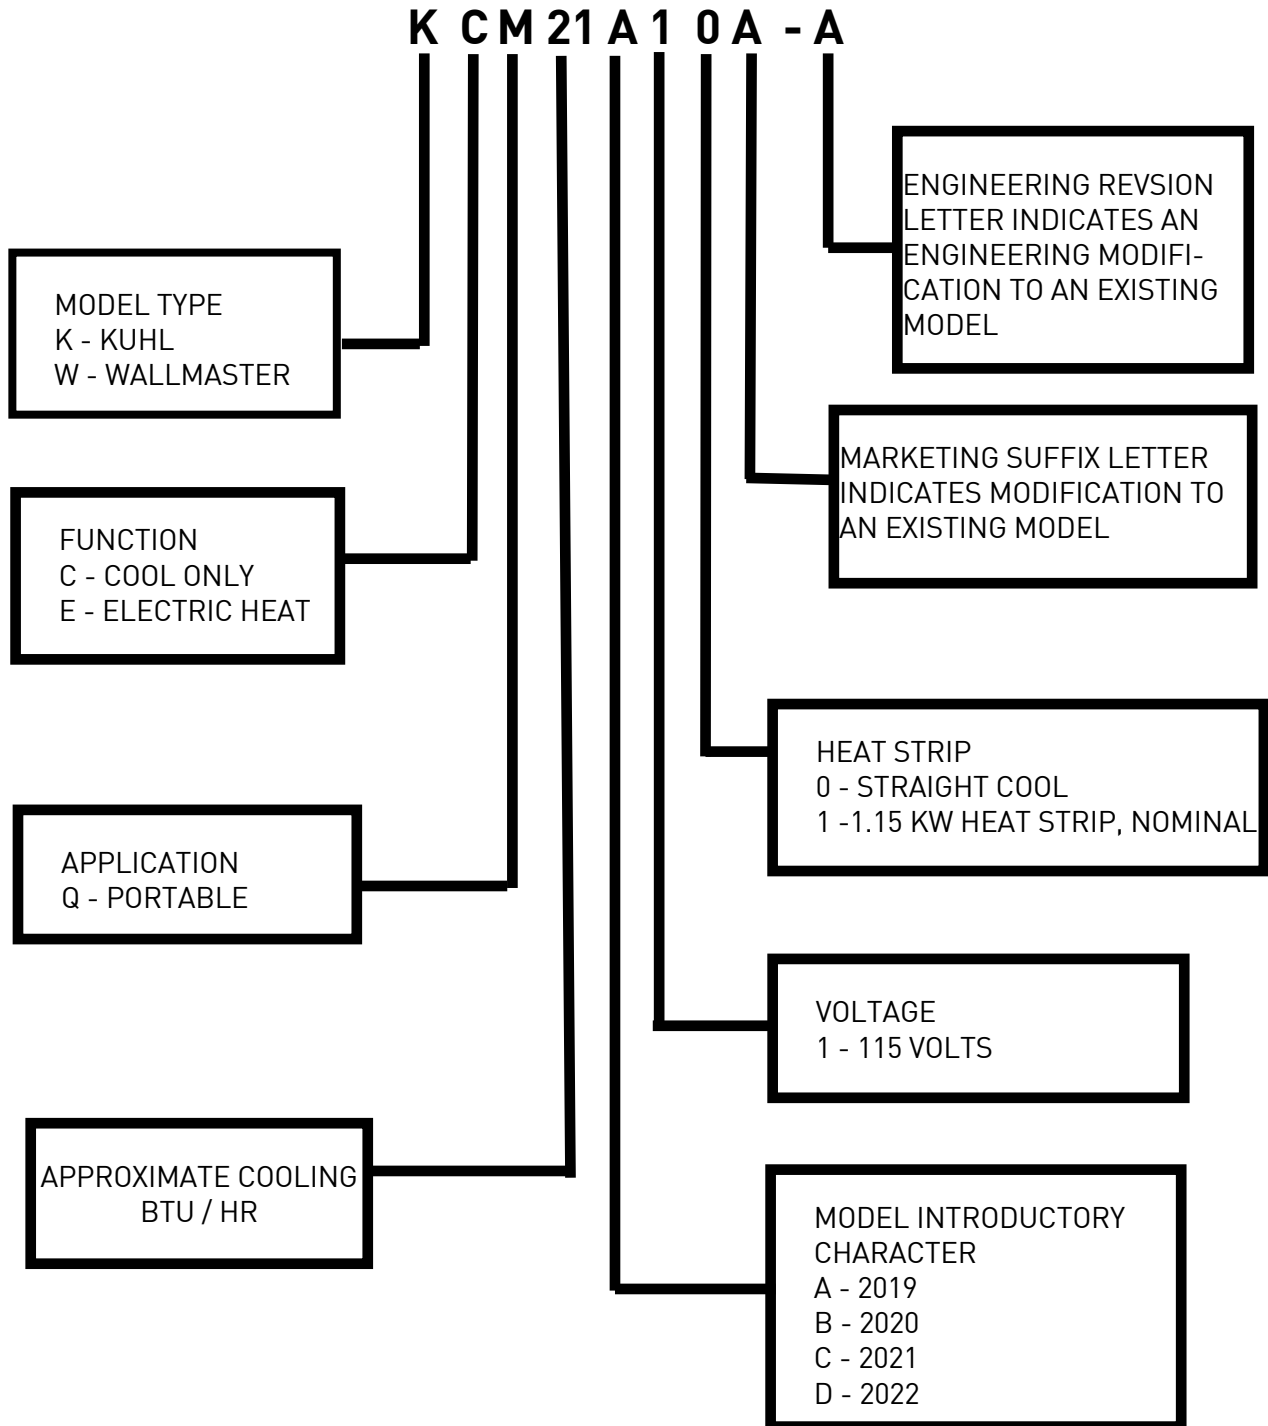 K C M 21 A 1 0 A - A
MODEL TYPE
K - KUHL
W - WALLMASTER
FUNCTION
C - COOL ONLY
E - ELECTRIC HEAT
APPLICATION
Q - PORTABLE
APPROXIMATE COOLING
BTU / HR
ENGINEERING REVSION
LETTER INDICATES AN
ENGINEERING MODIFI-
CATION TO AN EXISTING
MODEL
MARKETING SUFFIX LETTER
INDICATES MODIFICATION TO
AN EXISTING MODEL
HEAT STRIP
0 - STRAIGHT COOL
1 -1.15 KW HEAT STRIP, NOMINAL
VOLTAGE
1 - 115 VOLTS
MODEL INTRODUCTORY
CHARACTER
A - 2019
B - 2020
C - 2021
D - 2022